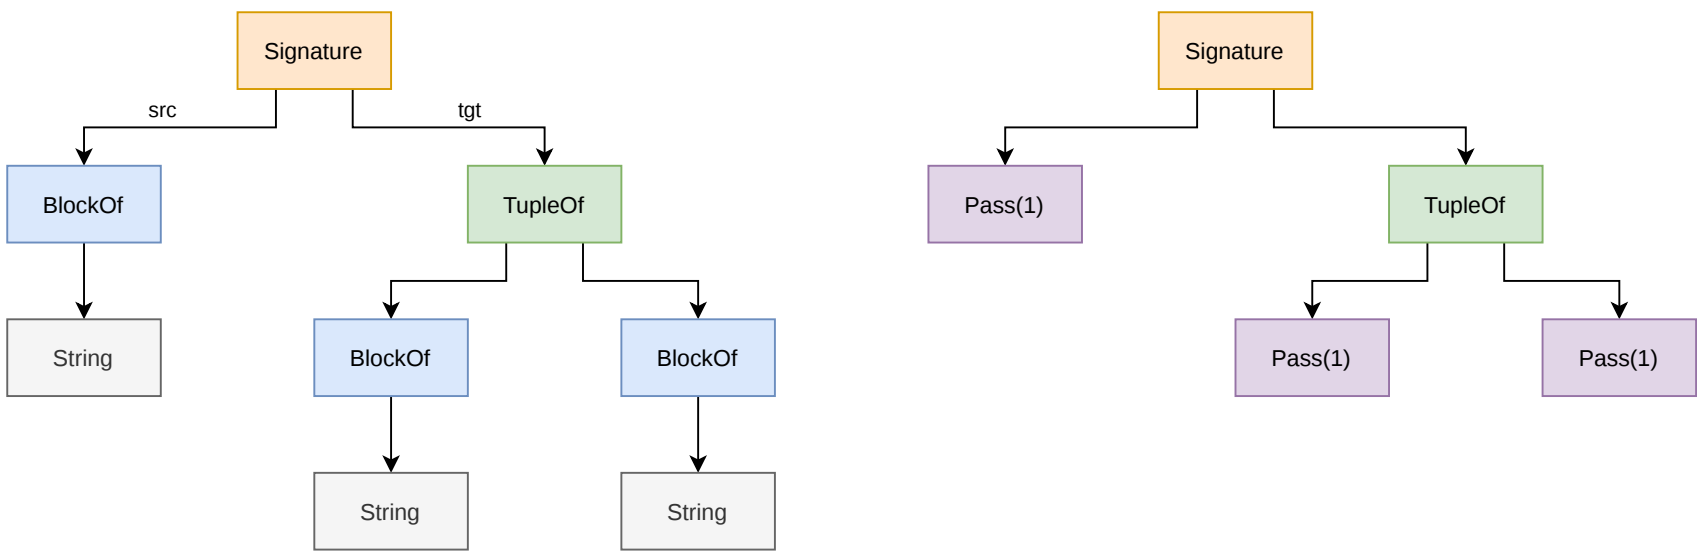 Signature
Signature
src
tgt
BlockOf
TupleOf
Pass(1)
TupleOf
String
BlockOf
BlockOf
Pass(1)
Pass(1)
String
String